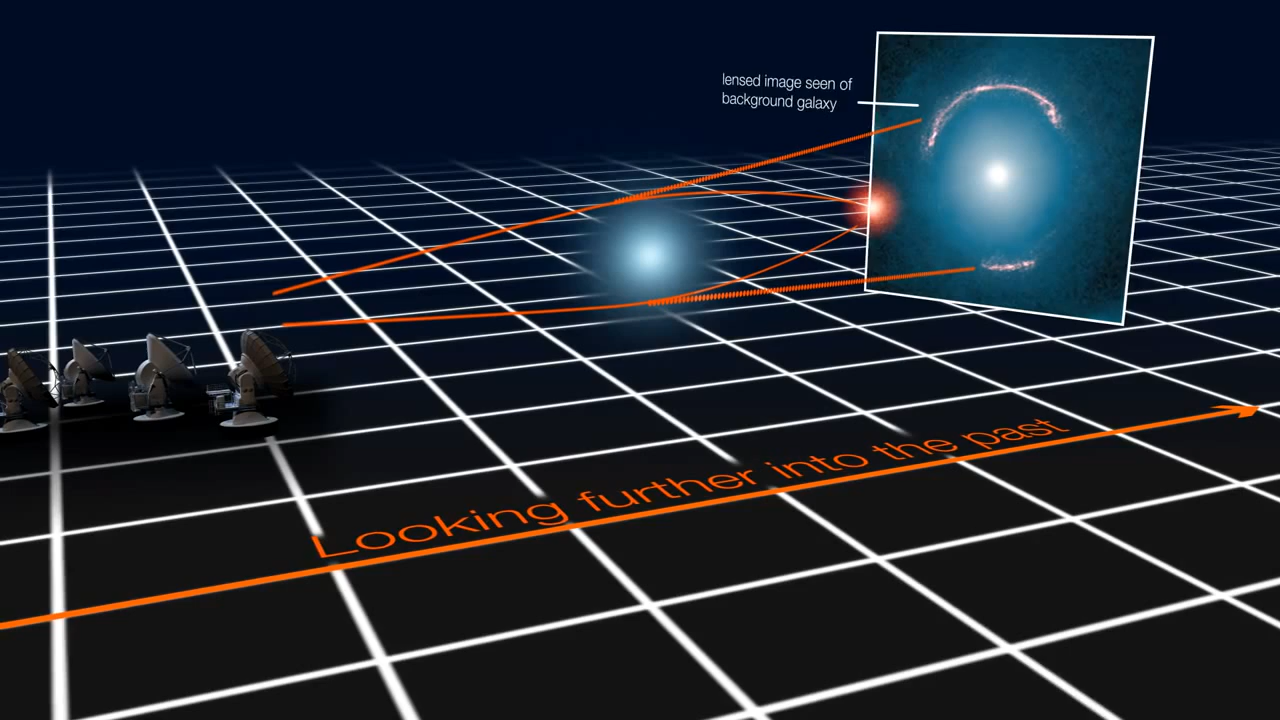 lensed image seen of
background galaxy
Looking further into the past